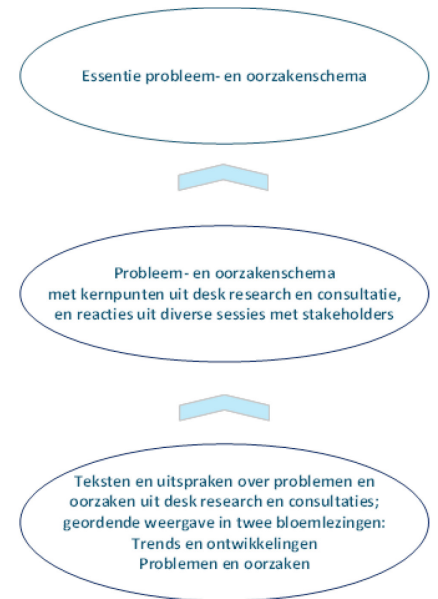 Essentie probleem- en oorzakenschema
Probleem- en oorzakenschema
met kernpunten uit desk research en consultatie,
en reacties uit diverse sessies met stakeholders
Teksten en uitspraken over problemen en
oorzaken uit desk research en consultaties;
geordende weergave in twee bloemlezingen:
Trends en ontwikkelingen
Problemen en oorzaken